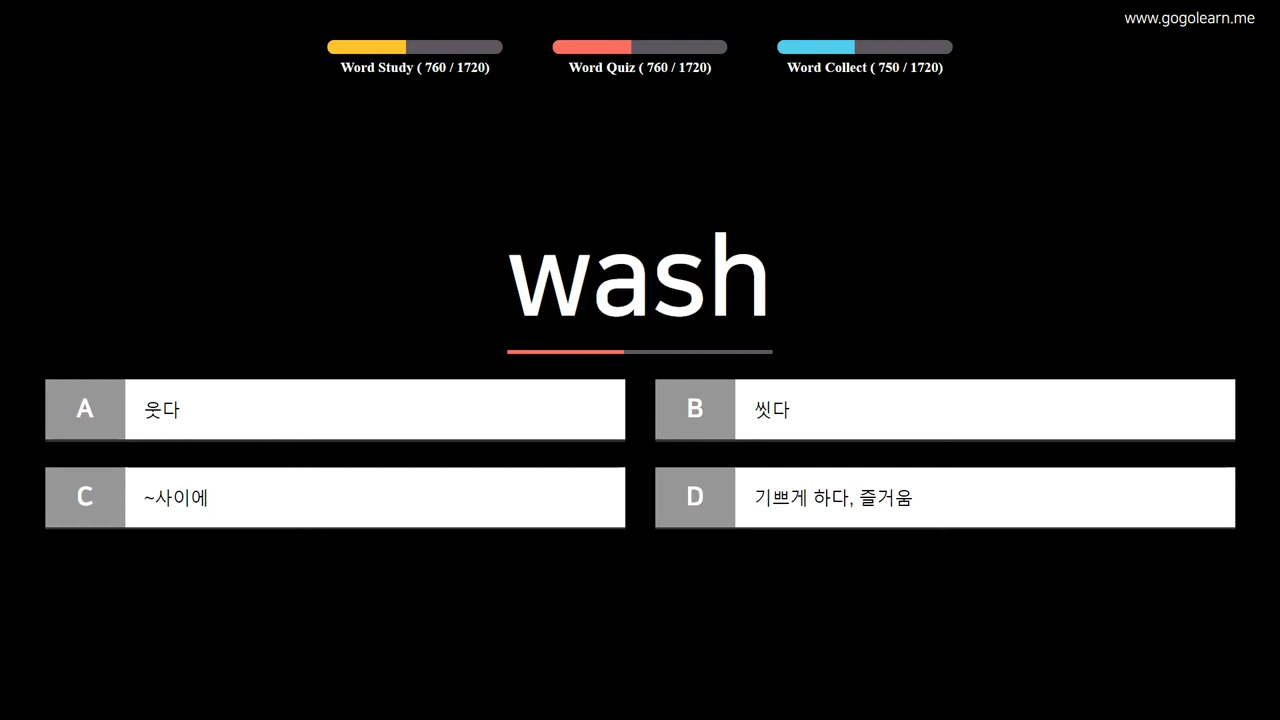 www.gogolearn.me
Word Study ( 760 / 1720)
Word Quiz ( 760 / 1720)
Word Collect ( 750 / 1720)
wash
A 웃다
B 씻다
C ~사이에
D 기쁘게 하다, 즐거움